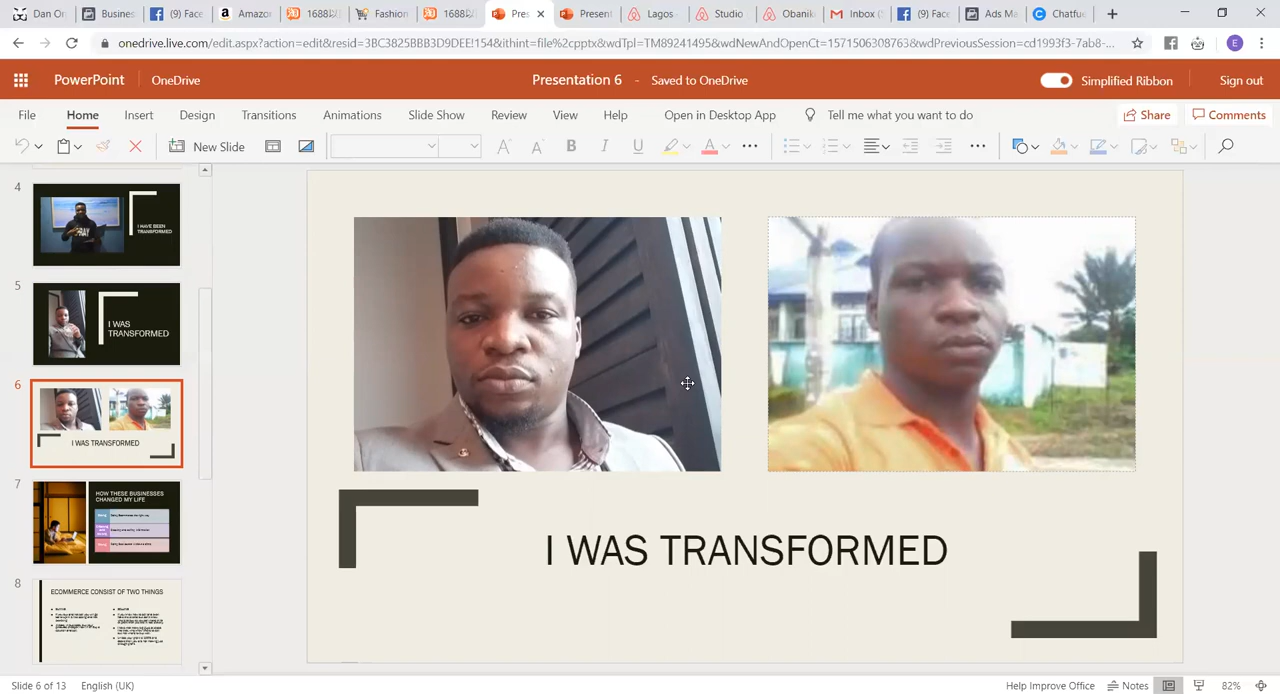 Dan Or
Busines
(9) Face
Amazo
1688
Fashion
1688
Pres
Present
Lagos
Studio
Obanik
Inbox (
(9) Face
Ads Ma
Chatfue
onedrive.live.com/edit.aspx?action=edit&resid=3BC3825BBB3D9DEE!154&ithint=file%2cpptx&wdTpl=TM89241495&wdNewAndOpenCt=1571506308763&wdPreviousSession=cd1993f3-7ab8-...
E
PowerPoint
OneDrive
Presentation 6 - Saved to OneDrive
Simplified Ribbon
Sign out
File Home Insert Design Transitions Animations Slide Show Review View Help Open in Desktop App Tell me what you want to do Share Comments
New Slide
4
I HAVE BEEN
TRANSFORMED
5
I WAS
TRANSFORMED
6
I WAS TRANSFORMED
7
HOW THESE BUSINESSES
CHANGED MY LIFE
8
ECOMMERCE CONSIST OF TWO THINGS
I WAS TRANSFORMED
Slide 6 of 13
English (UK)
Help Improve Office
Notes
82%